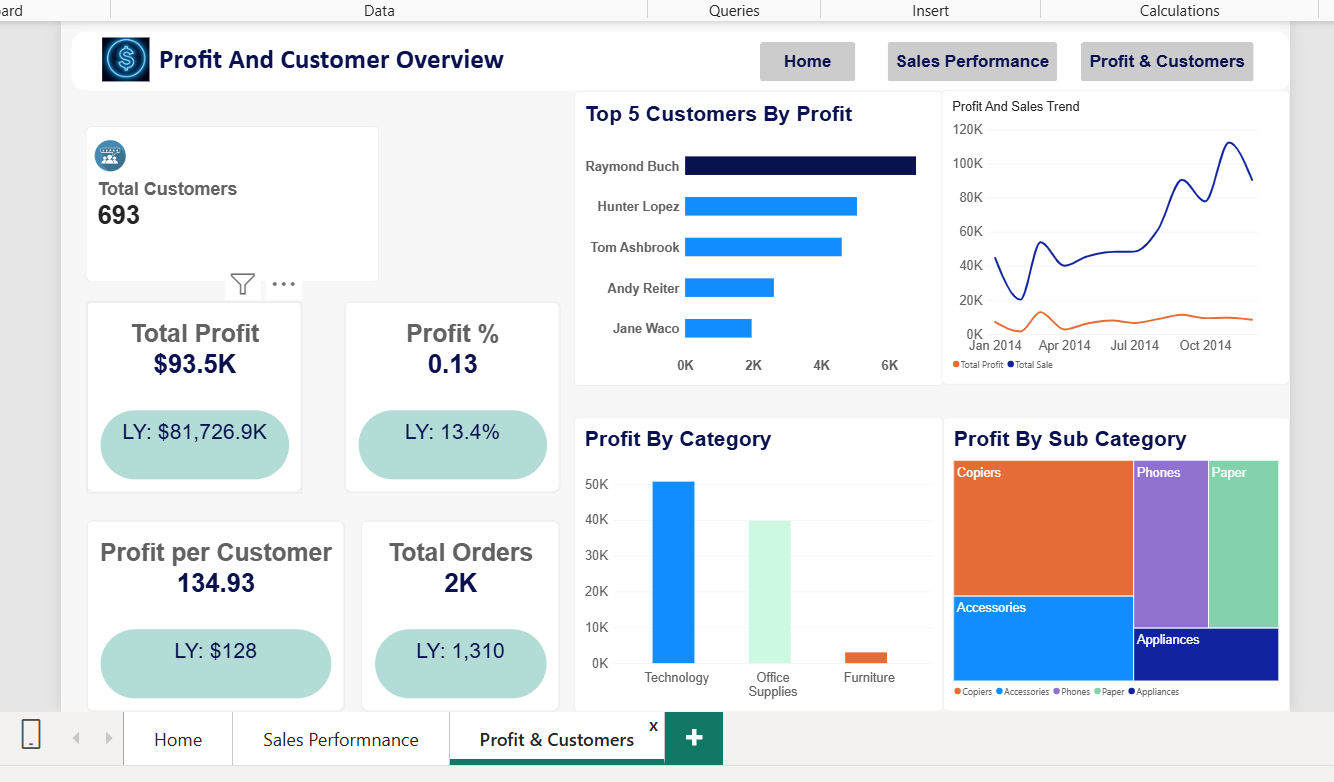 ard
Data
Queries
Insert
Calculations
Profit And Customer Overview
Home
Sales Performance
Profit & Customers
Total Customers
693
Total Profit
$93.5K
LY: $81,726.9K
Profit %
0.13
LY: 13.4%
Profit per Customer
134.93
LY: $128
Total Orders
2K
LY: 1,310
Top 5 Customers By Profit
Raymond Buch
Hunter Lopez
Tom Ashbrook
Andy Reiter
Jane Waco
0K 2K 4K 6K
Profit And Sales Trend
120K
100K
80K
60K
40K
20K
0K
Jan 2014 Apr 2014 Jul 2014 Oct 2014
Total Profit Total Sale
Profit By Category
50K
40K
30K
20K
10K
0K
Technology
Office
Supplies
Furniture
Profit By Sub Category
Copiers
Phones
Paper
Accessories
Appliances
Copiers Accessories Phones Paper Appliances
Home
Sales Performnance
Profit & Customers
x
+